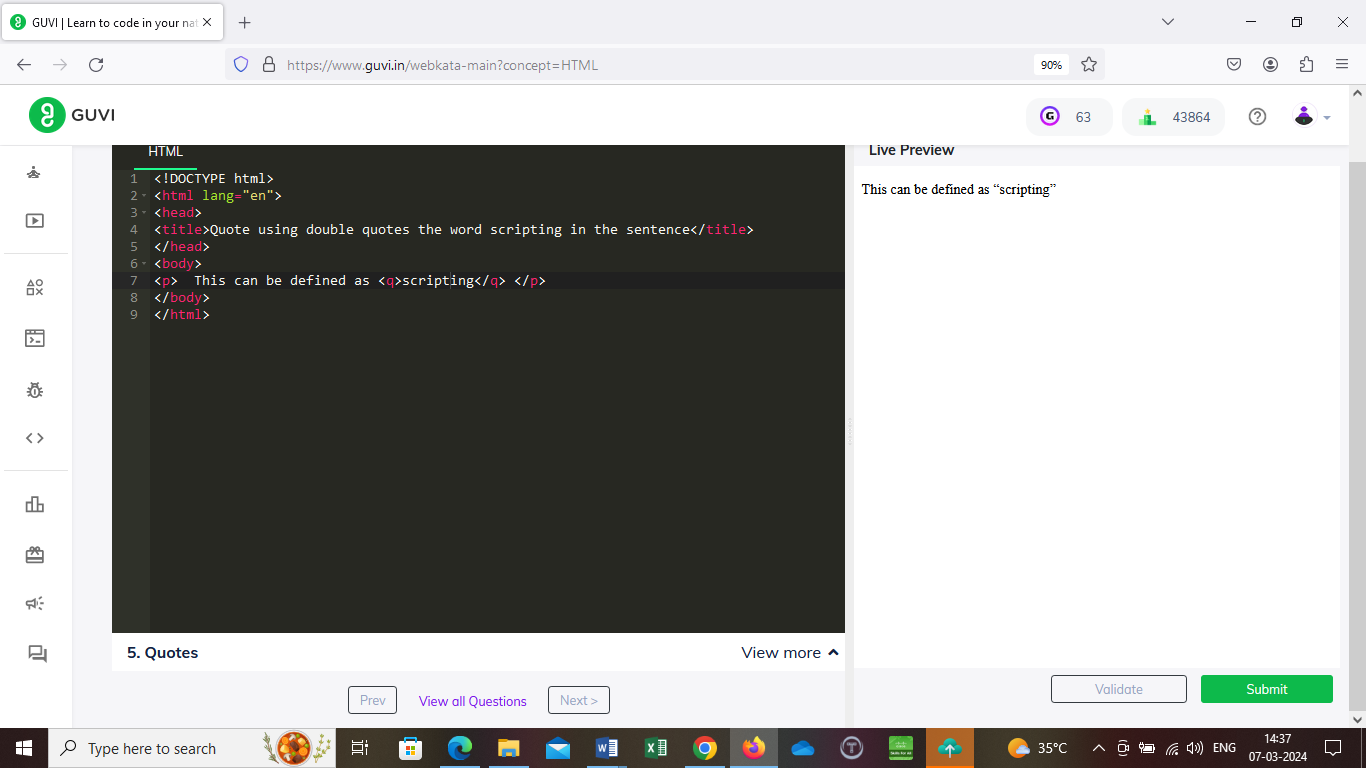 GUVI | Learn to code in your nat
https://www.guvi.in/webkata-main?concept=HTML
90%
GUVI
63
43864
HTML
Live Preview
1 <!DOCTYPE html>
2 <html lang="en">
3 <head>
4 <title>Quote using double quotes the word scripting in the sentence</title>
5 </head>
6 <body>
7 <p>  This can be defined as <q>scripting</q> </p>
8 </body>
9 </html>
This can be defined as “scripting”
5. Quotes
View more
Prev
View all Questions
Next >
Validate
Submit
Type here to search
35°C
ENG
14:37
07-03-2024